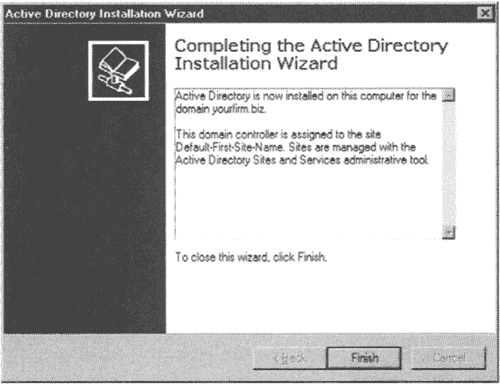 Active Directory Installation Wizard
Completing the Active Directory
Installation Wizard
Active Directory is now installed on this computer for the
domain yourfirm.biz.
This domain controller is assigned to the site
Default-First-Site-Name. Sites are managed with the
Active Directory Sites and Services administrative tool.
To close this wizard, click Finish.
< Back Finish Cancel